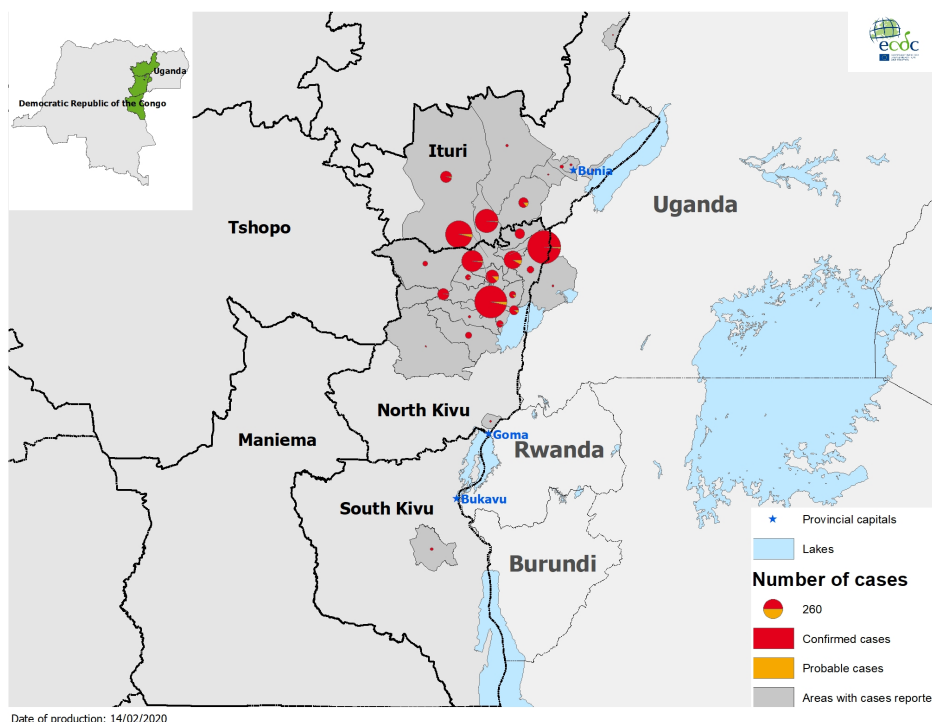 ecdc
Uganda
Democratic Republic of the Congo
Ituri
Bunia
Uganda
Tshopo
North Kivu
Goma
Maniema
Rwanda
Bukavu
South Kivu
Burundi
Provincial capitals
Lakes
Number of cases
260
Confirmed cases
Probable cases
Areas with cases reporte
Date of production: 14/02/2020